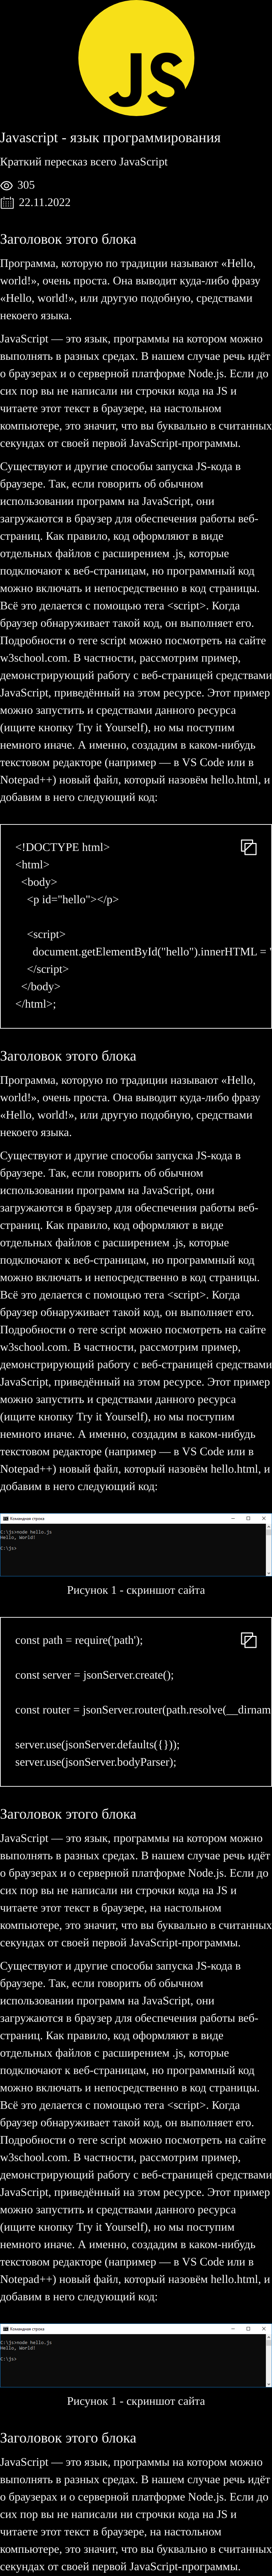 JS
Javascript - язык программирования
Краткий пересказ всего JavaScript
305
22.11.2022
Заголовок этого блока
Программа, которую по традиции называют «Hello,
world!», очень проста. Она выводит куда-либо фразу
«Hello, world!», или другую подобную, средствами
некоего языка.
JavaScript — это язык, программы на котором можно
выполнять в разных средах. В нашем случае речь идёт
о браузерах и о серверной платформе Node.js. Если до
сих пор вы не написали ни строчки кода на JS и
читаете этот текст в браузере, на настольном
компьютере, это значит, что вы буквально в считанных
секундах от своей первой JavaScript-программы.
Существуют и другие способы запуска JS-кода в
браузере. Так, если говорить об обычном
использовании программ на JavaScript, они
загружаются в браузер для обеспечения работы веб-
страниц. Как правило, код оформляют в виде
отдельных файлов с расширением .js, которые
подключают к веб-страницам, но программный код
можно включать и непосредственно в код страницы.
Всё это делается с помощью тега <script>. Когда
браузер обнаруживает такой код, он выполняет его.
Подробности о теге script можно посмотреть на сайте
w3school.com. В частности, рассмотрим пример,
демонстрирующий работу с веб-страницей средствами
JavaScript, приведённый на этом ресурсе. Этот пример
можно запустить и средствами данного ресурса
(ищите кнопку Try it Yourself), но мы поступим
немного иначе. А именно, создадим в каком-нибудь
текстовом редакторе (например — в VS Code или в
Notepad++) новый файл, который назовём hello.html, и
добавим в него следующий код:
<!DOCTYPE html>
<html>
<body>
<p id="hello"></p>
<script>
document.getElementById("hello").innerHTML = "
</script>
</body>
</html>;
Заголовок этого блока
Программа, которую по традиции называют «Hello,
world!», очень проста. Она выводит куда-либо фразу
«Hello, world!», или другую подобную, средствами
некоего языка.
Существуют и другие способы запуска JS-кода в
браузере. Так, если говорить об обычном
использовании программ на JavaScript, они
загружаются в браузер для обеспечения работы веб-
страниц. Как правило, код оформляют в виде
отдельных файлов с расширением .js, которые
подключают к веб-страницам, но программный код
можно включать и непосредственно в код страницы.
Всё это делается с помощью тега <script>. Когда
браузер обнаруживает такой код, он выполняет его.
Подробности о теге script можно посмотреть на сайте
w3school.com. В частности, рассмотрим пример,
демонстрирующий работу с веб-страницей средствами
JavaScript, приведённый на этом ресурсе. Этот пример
можно запустить и средствами данного ресурса
(ищите кнопку Try it Yourself), но мы поступим
немного иначе. А именно, создадим в каком-нибудь
текстовом редакторе (например — в VS Code или в
Notepad++) новый файл, который назовём hello.html, и
добавим в него следующий код:
Командная строка
C:\js>node hello.js
Hello, World!
C:\js>
Рисунок 1 - скриншот сайта
const path = require('path');
const server = jsonServer.create();
const router = jsonServer.router(path.resolve(__dirnam
server.use(jsonServer.defaults({}));
server.use(jsonServer.bodyParser);
Заголовок этого блока
JavaScript — это язык, программы на котором можно
выполнять в разных средах. В нашем случае речь идёт
о браузерах и о серверной платформе Node.js. Если до
сих пор вы не написали ни строчки кода на JS и
читаете этот текст в браузере, на настольном
компьютере, это значит, что вы буквально в считанных
секундах от своей первой JavaScript-программы.
Существуют и другие способы запуска JS-кода в
браузере. Так, если говорить об обычном
использовании программ на JavaScript, они
загружаются в браузер для обеспечения работы веб-
страниц. Как правило, код оформляют в виде
отдельных файлов с расширением .js, которые
подключают к веб-страницам, но программный код
можно включать и непосредственно в код страницы.
Всё это делается с помощью тега <script>. Когда
браузер обнаруживает такой код, он выполняет его.
Подробности о теге script можно посмотреть на сайте
w3school.com. В частности, рассмотрим пример,
демонстрирующий работу с веб-страницей средствами
JavaScript, приведённый на этом ресурсе. Этот пример
можно запустить и средствами данного ресурса
(ищите кнопку Try it Yourself), но мы поступим
немного иначе. А именно, создадим в каком-нибудь
текстовом редакторе (например — в VS Code или в
Notepad++) новый файл, который назовём hello.html, и
добавим в него следующий код:
Командная строка
C:\js>node hello.js
Hello, World!
C:\js>
Рисунок 1 - скриншот сайта
Заголовок этого блока
JavaScript — это язык, программы на котором можно
выполнять в разных средах. В нашем случае речь идёт
о браузерах и о серверной платформе Node.js. Если до
сих пор вы не написали ни строчки кода на JS и
читаете этот текст в браузере, на настольном
компьютере, это значит, что вы буквально в считанных
секундах от своей первой JavaScript-программы.